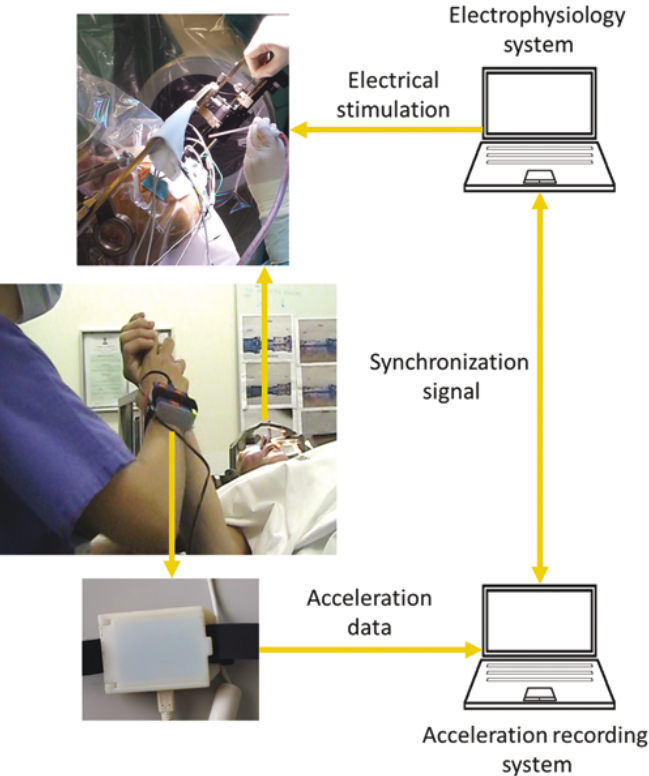 Electrophysiology
system
Electrical
stimulation
Synchronization
signal
Acceleration
data
Acceleration recording
system